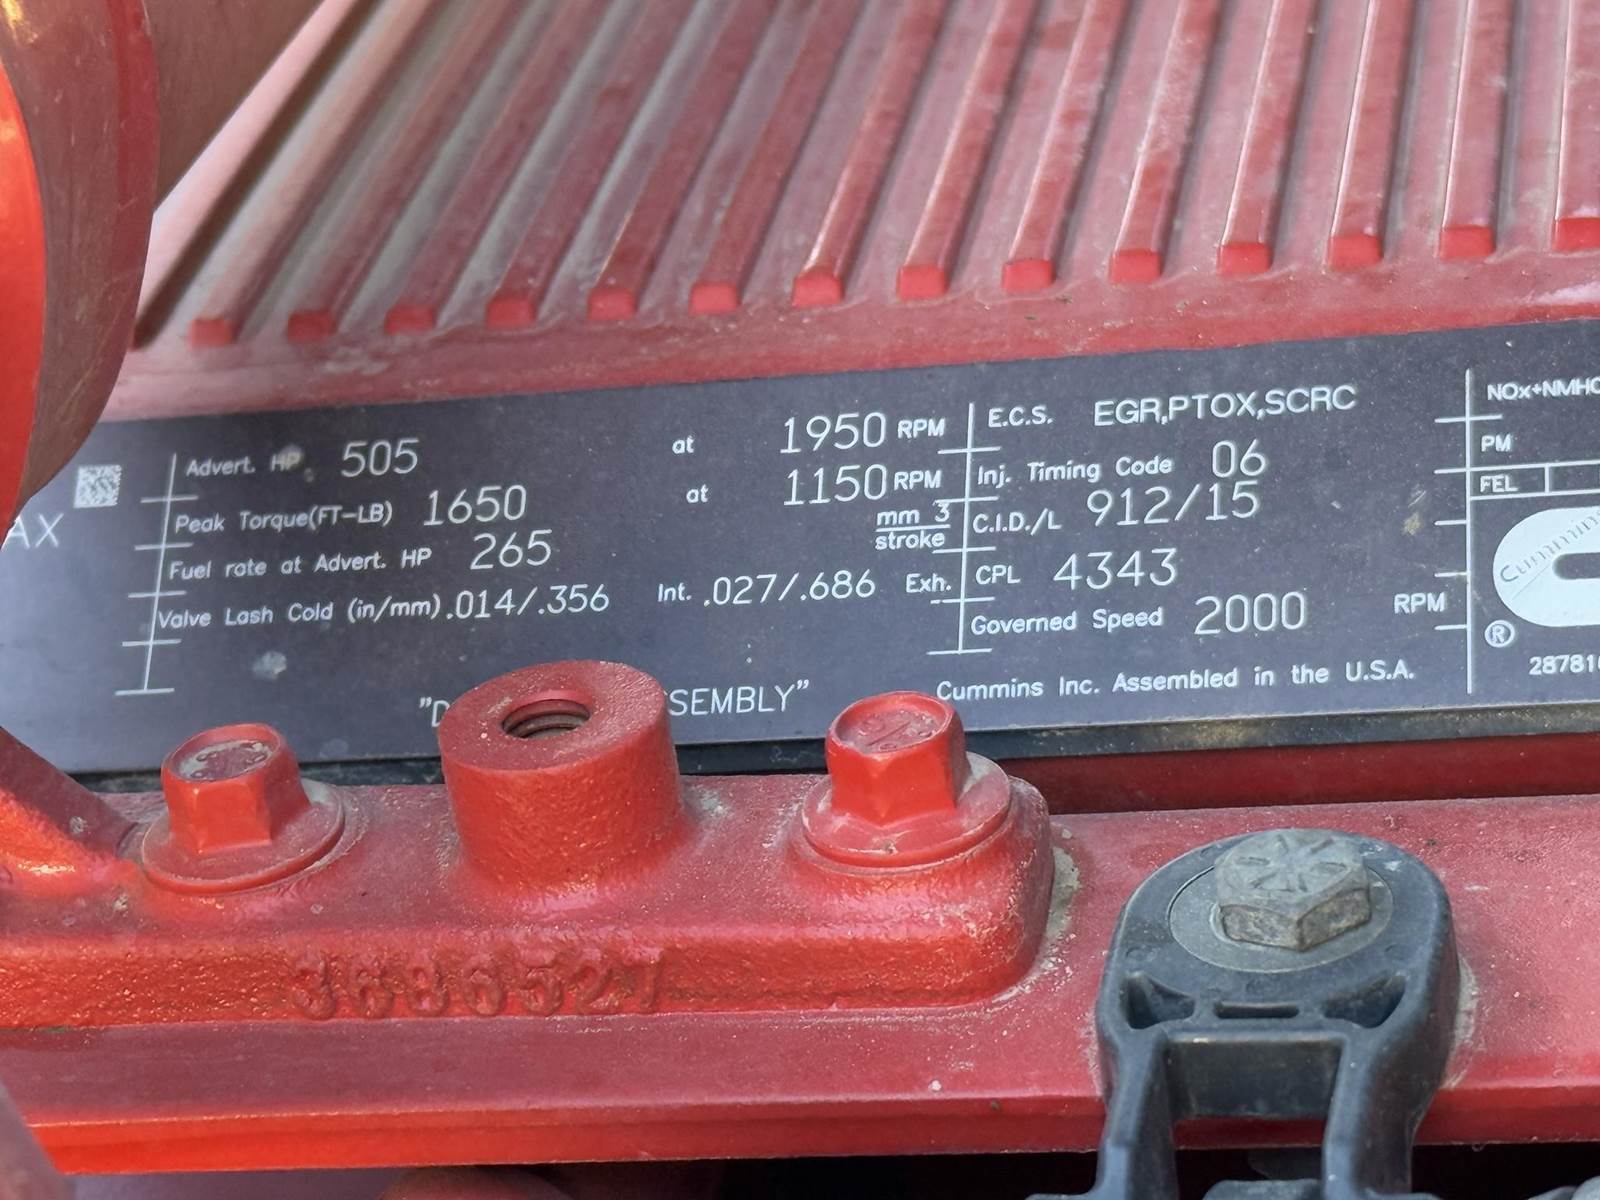 AX
Advert. HP 505 at 1950 RPM
Peak Torque(FT-LB) 1650 at 1150 RPM
Fuel rate at Advert. HP 265 mm 3
stroke
Valve Lash Cold (in/mm) .014/.356 Int. .027/.686 Exh.
SEMBLY"
E.C.S. EGR,PTOX,SCRC
Inj. Timing Code 06
C.I.D./L 912/15
CPL 4343
Governed Speed 2000 RPM
Cummins Inc. Assembled in the U.S.A.
NOx+NMHC
PM
FEL
Cummins
®
28781
3686527